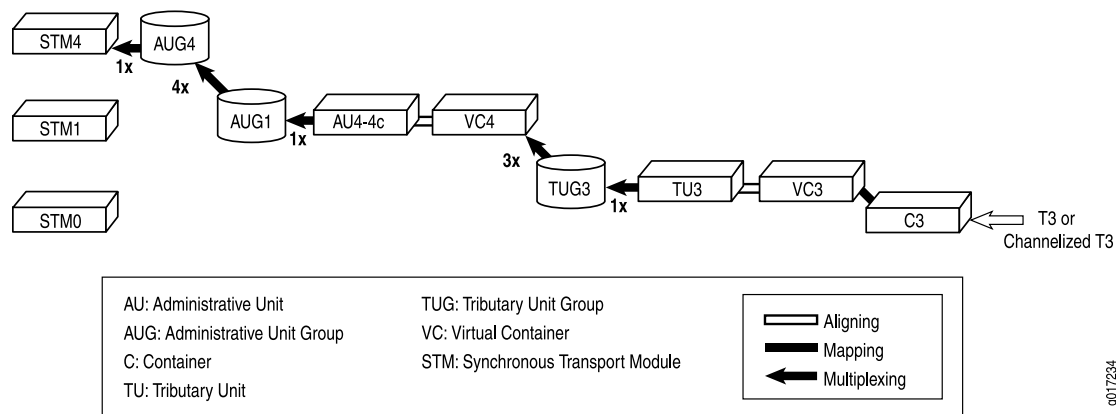 STM4
AUG4
1x
4x
STM1
AUG1
1x
AU4-4c
VC4
3x
STM0
TUG3
1x
TU3
VC3
C3
T3 or
Channelized T3
AU: Administrative Unit
AUG: Administrative Unit Group
C: Container
TU: Tributary Unit
TUG: Tributary Unit Group
VC: Virtual Container
STM: Synchronous Transport Module
Aligning
Mapping
Multiplexing
g017234